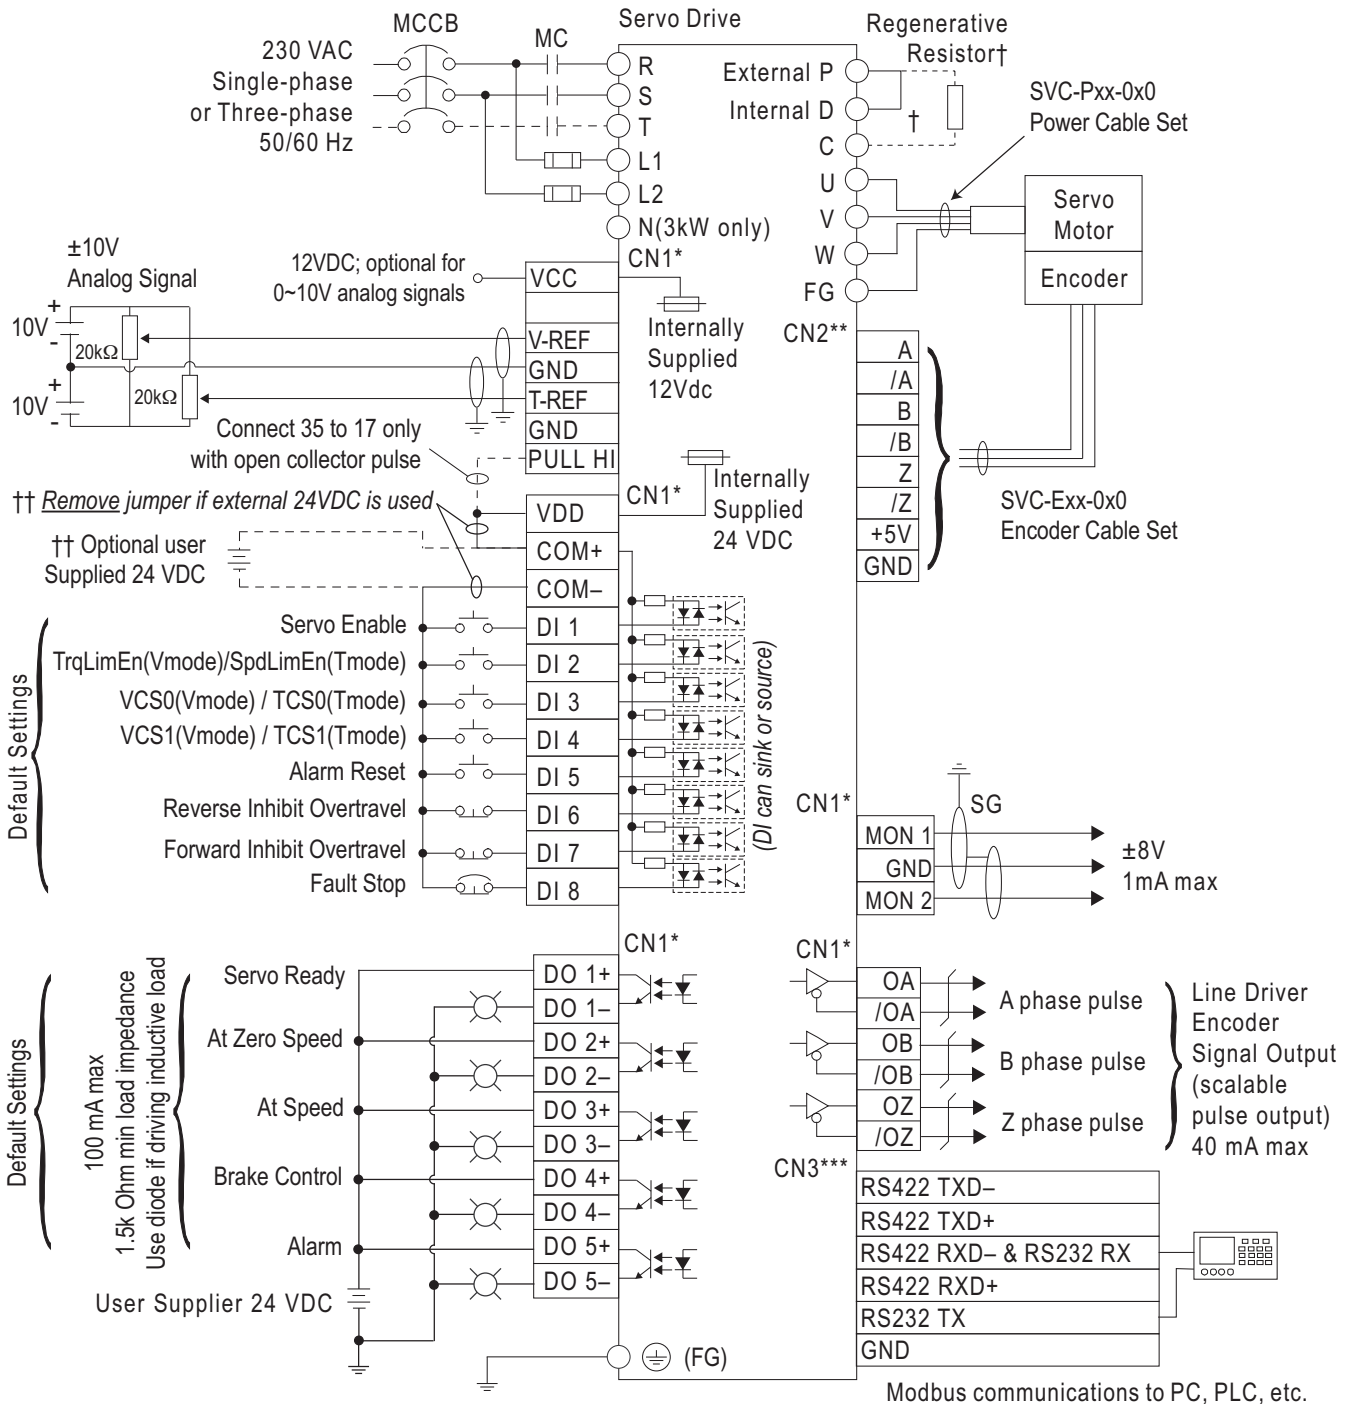 MCCB
230 VAC
Single-phase
or Three-phase
50/60 Hz
MC
Servo Drive
R
S
T
L1
L2
N(3kW only)
External P
Internal D
C
U
V
W
FG
Regenerative
Resistor†
†
SVC-Pxx-0x0
Power Cable Set
Servo
Motor
Encoder
±10V
Analog Signal
+
10V
-
20kΩ
+
10V
-
20kΩ
12VDC; optional for
0~10V analog signals
CN1*
VCC
V-REF
GND
T-REF
GND
PULL HI
Internally
Supplied
12Vdc
Connect 35 to 17 only
with open collector pulse
†† Remove jumper if external 24VDC is used
†† Optional user
Supplied 24 VDC
CN1*
VDD
COM+
COM–
DI 1
DI 2
DI 3
DI 4
DI 5
DI 6
DI 7
DI 8
Internally
Supplied
24 VDC
(DI can sink or source)
Default Settings
Servo Enable
TrqLimEn(Vmode)/SpdLimEn(Tmode)
VCS0(Vmode) / TCS0(Tmode)
VCS1(Vmode) / TCS1(Tmode)
Alarm Reset
Reverse Inhibit Overtravel
Forward Inhibit Overtravel
Fault Stop
CN2**
A
/A
B
/B
Z
/Z
+5V
GND
SVC-Exx-0x0
Encoder Cable Set
CN1*
SG
MON 1
GND
MON 2
±8V
1mA max
Default Settings
100 mA max
1.5k Ohm min load impedance
Use diode if driving inductive load
Servo Ready
At Zero Speed
At Speed
Brake Control
Alarm
User Supplier 24 VDC
CN1*
DO 1+
DO 1–
DO 2+
DO 2–
DO 3+
DO 3–
DO 4+
DO 4–
DO 5+
DO 5–
(FG)
CN1*
OA
/OA
OB
/OB
OZ
/OZ
A phase pulse
B phase pulse
Z phase pulse
Line Driver
Encoder
Signal Output
(scalable
pulse output)
40 mA max
CN3***
RS422 TXD–
RS422 TXD+
RS422 RXD– & RS232 RX
RS422 RXD+
RS232 TX
GND
Modbus communications to PC, PLC, etc.